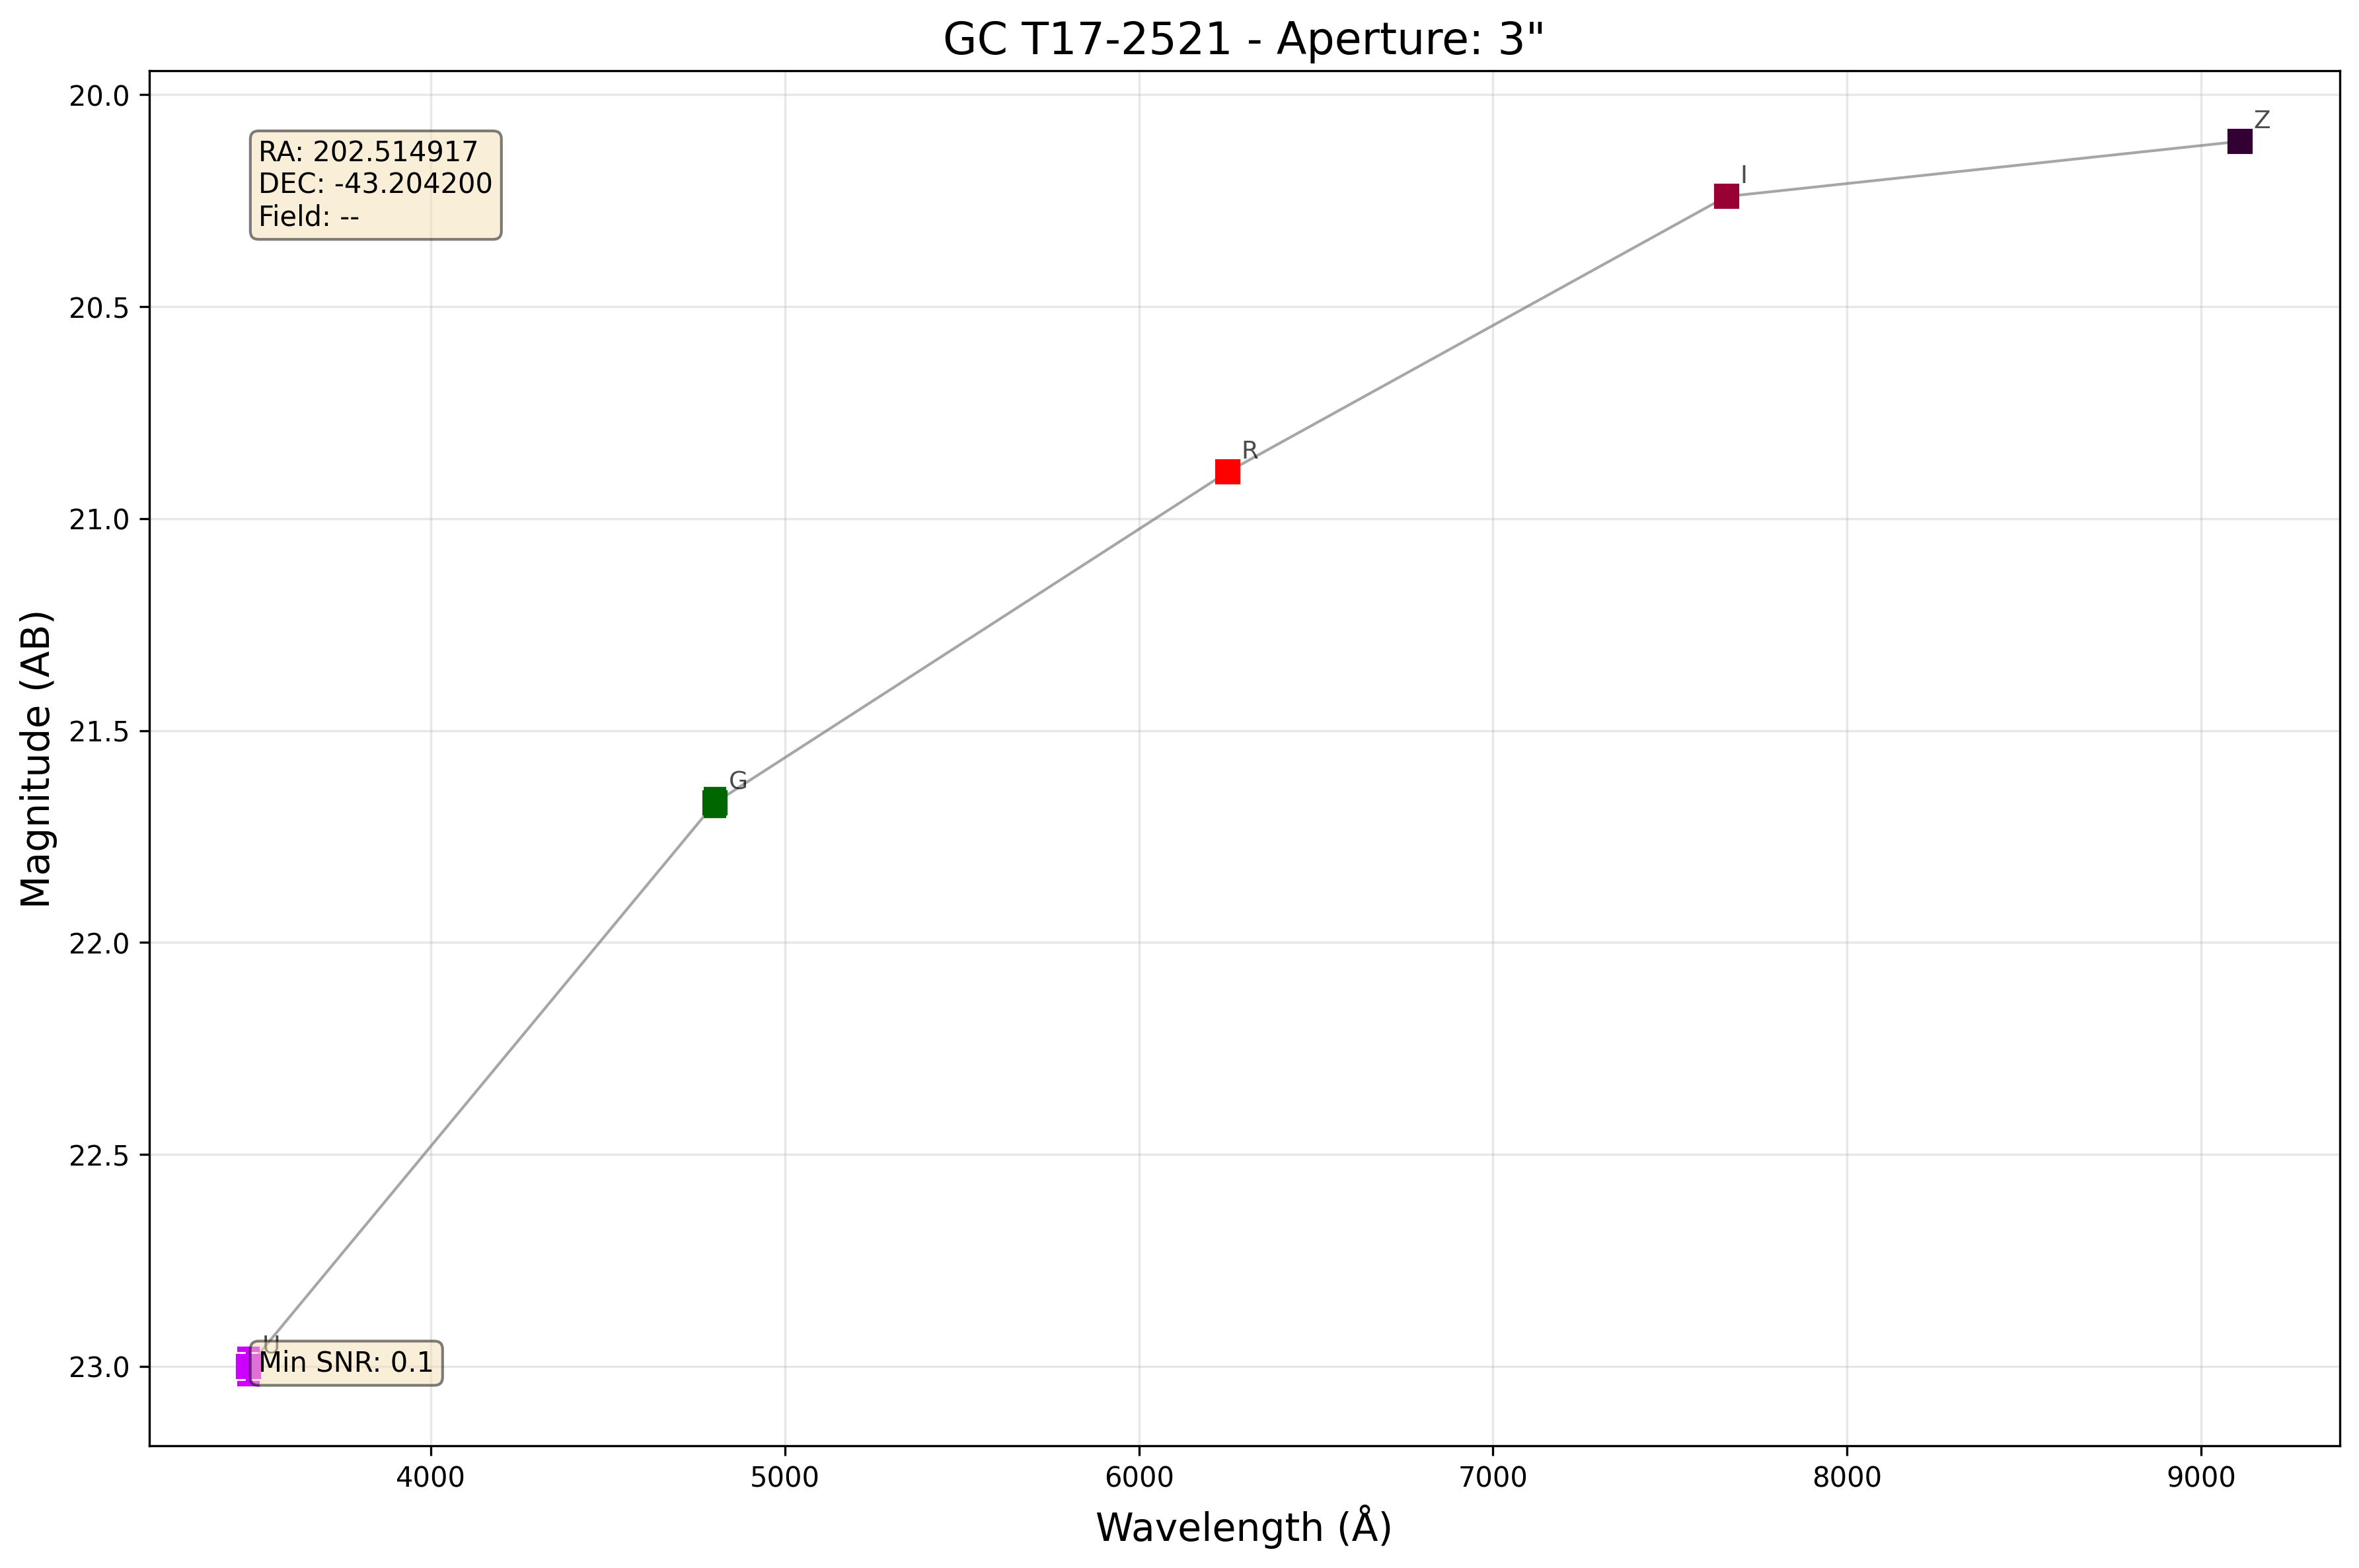 GC T17-2521 - Aperture: 3"
20.0
20.5
21.0
21.5
22.0
22.5
23.0
Magnitude (AB)
RA: 202.514917
DEC: -43.204200
Field: --
Z
I
R
G
U
Min SNR: 0.1
4000 5000 6000 7000 8000 9000
Wavelength (Å)